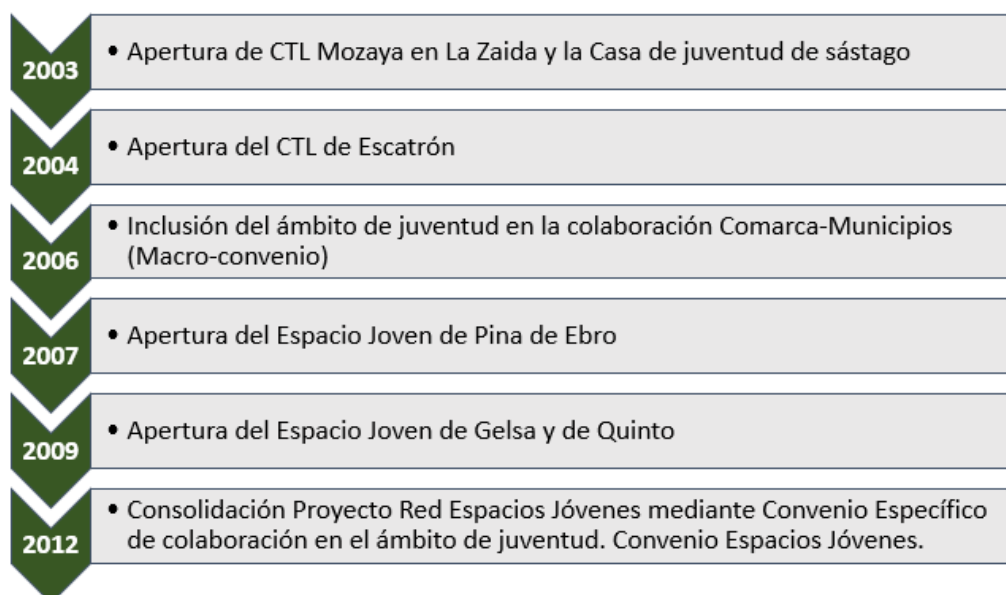 2003
• Apertura de CTL Mozaya en La Zaida y la Casa de juventud de sástago
2004
• Apertura del CTL de Escatrón
2006
• Inclusión del ámbito de juventud en la colaboración Comarca-Municipios
(Macro-convenio)
2007
• Apertura del Espacio Joven de Pina de Ebro
2009
• Apertura del Espacio Joven de Gelsa y de Quinto
2012
• Consolidación Proyecto Red Espacios Jóvenes mediante Convenio Específico
de colaboración en el ámbito de juventud. Convenio Espacios Jóvenes.